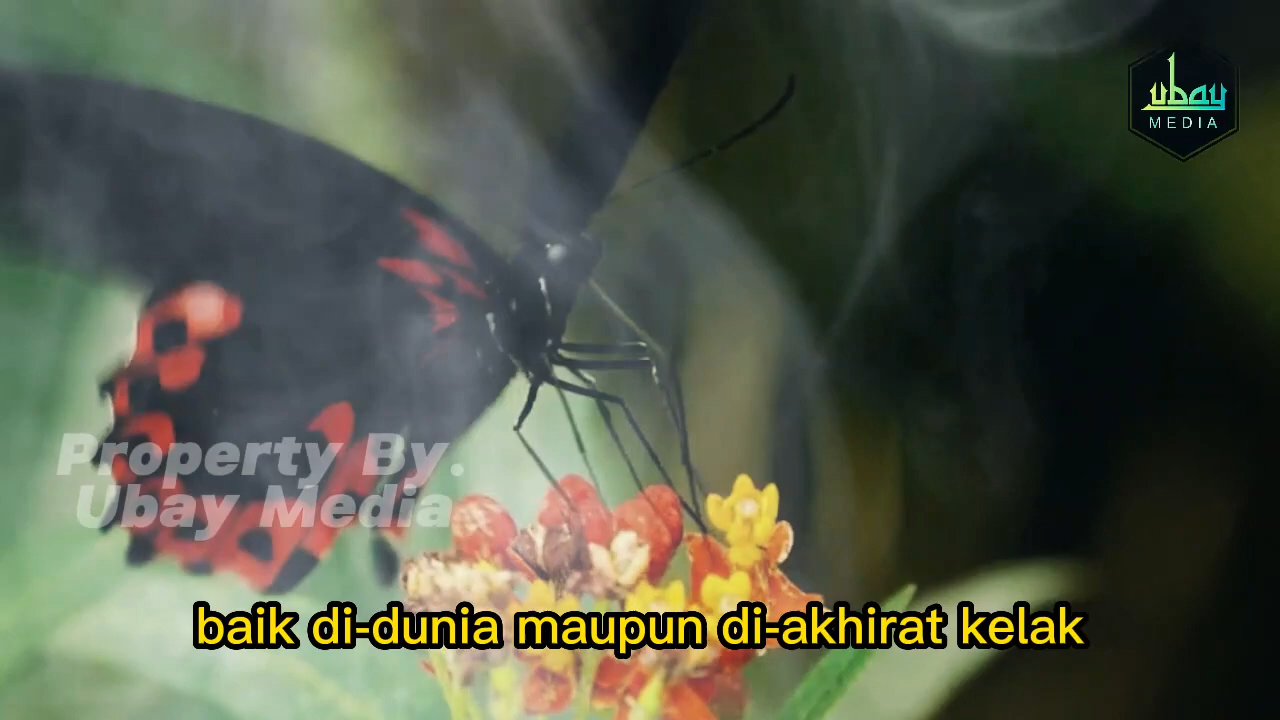 ubay
MEDIA
Property By.
Ubay Media
baik di-dunia maupun di-akhirat kelak